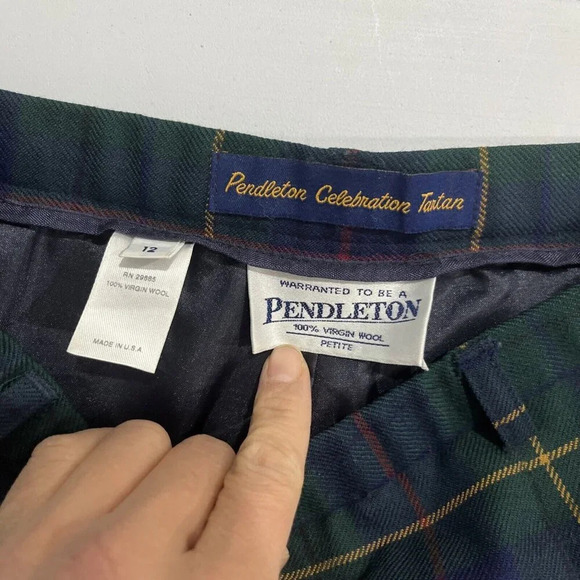 Pendleton Celebration Tartan
12
RN 29685
100% VIRGIN WOOL
MADE IN U.S.A.
WARRANTED TO BE A
PENDLETON
100% VIRGIN WOOL
PETITE